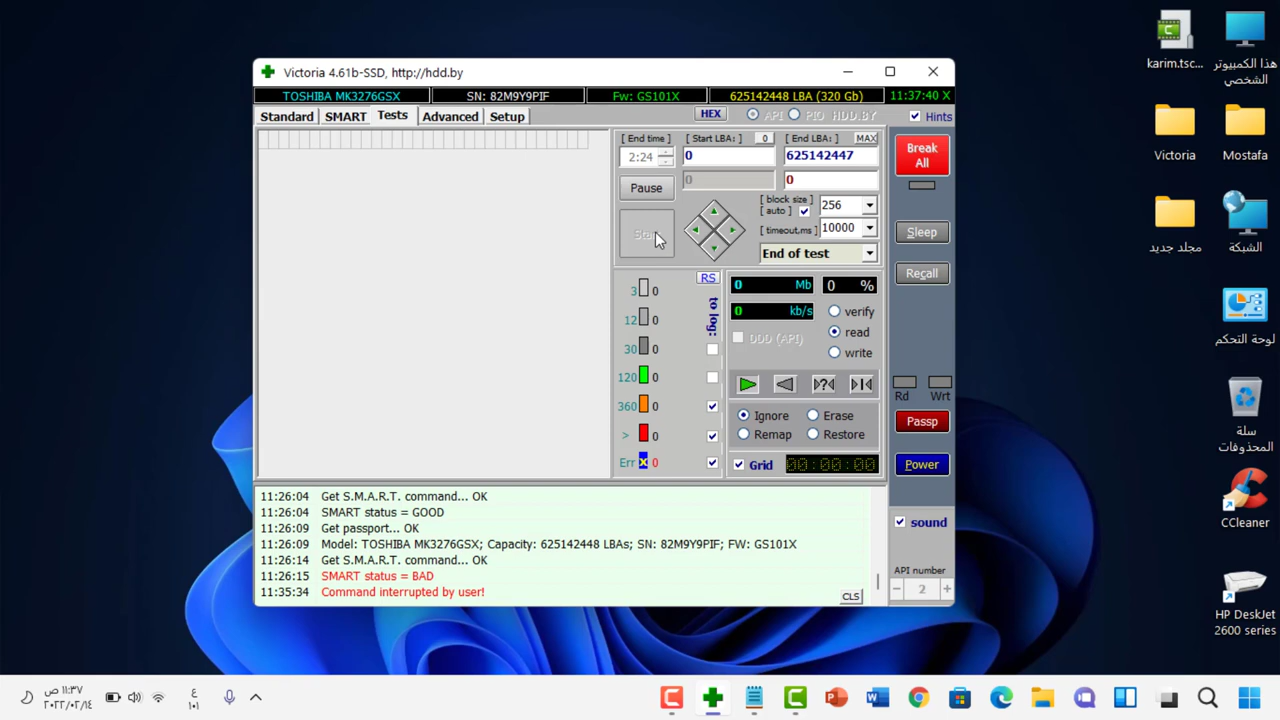 Victoria 4.61b-SSD, http://hdd.by
TOSHIBA MK3276GSX
SN: 82M9Y9PIF
Fw: GS101X
625142448 LBA (320 Gb)
11:37:40 X
Standard
SMART
Tests
Advanced
Setup
HEX
API
PIO
HDD.BY
Hints
[ End time ]
[ Start LBA: ]
0
[ End LBA: ]
MAX
2:24
0
625142447
Pause
0
0
[ block size ]
[ auto ]
256
Start
[ timeout,ms ]
10000
End of test
Break
All
Sleep
Recall
RS
to log:
3 0
12 0
30 0
120 0
360 0
> 0
Err x 0
0 Mb
0 %
0 kb/s
verify
DDD (API)
read
write
▷?◁
▷|◁
Ignore
Erase
Remap
Restore
Grid
00:00:00
Rd
Wrt
Passp
Power
sound
API number
− 2 +
11:26:04 Get S.M.A.R.T. command... OK
11:26:04 SMART status = GOOD
11:26:09 Get passport... OK
11:26:09 Model: TOSHIBA MK3276GSX; Capacity: 625142448 LBAs; SN: 82M9Y9PIF; FW: GS101X
11:26:14 Get S.M.A.R.T. command... OK
11:26:15 SMART status = BAD
11:35:34 Command interrupted by user!
CLS
karim.tsc...
هذا الكمبيوتر
الشخصي
Victoria
Mostafa
مجلد جديد
الشبكة
لوحة التحكم
سلة
المحذوفات
CCleaner
HP DeskJet
2600 series
١١:٣٧ ص
ع
١٠١